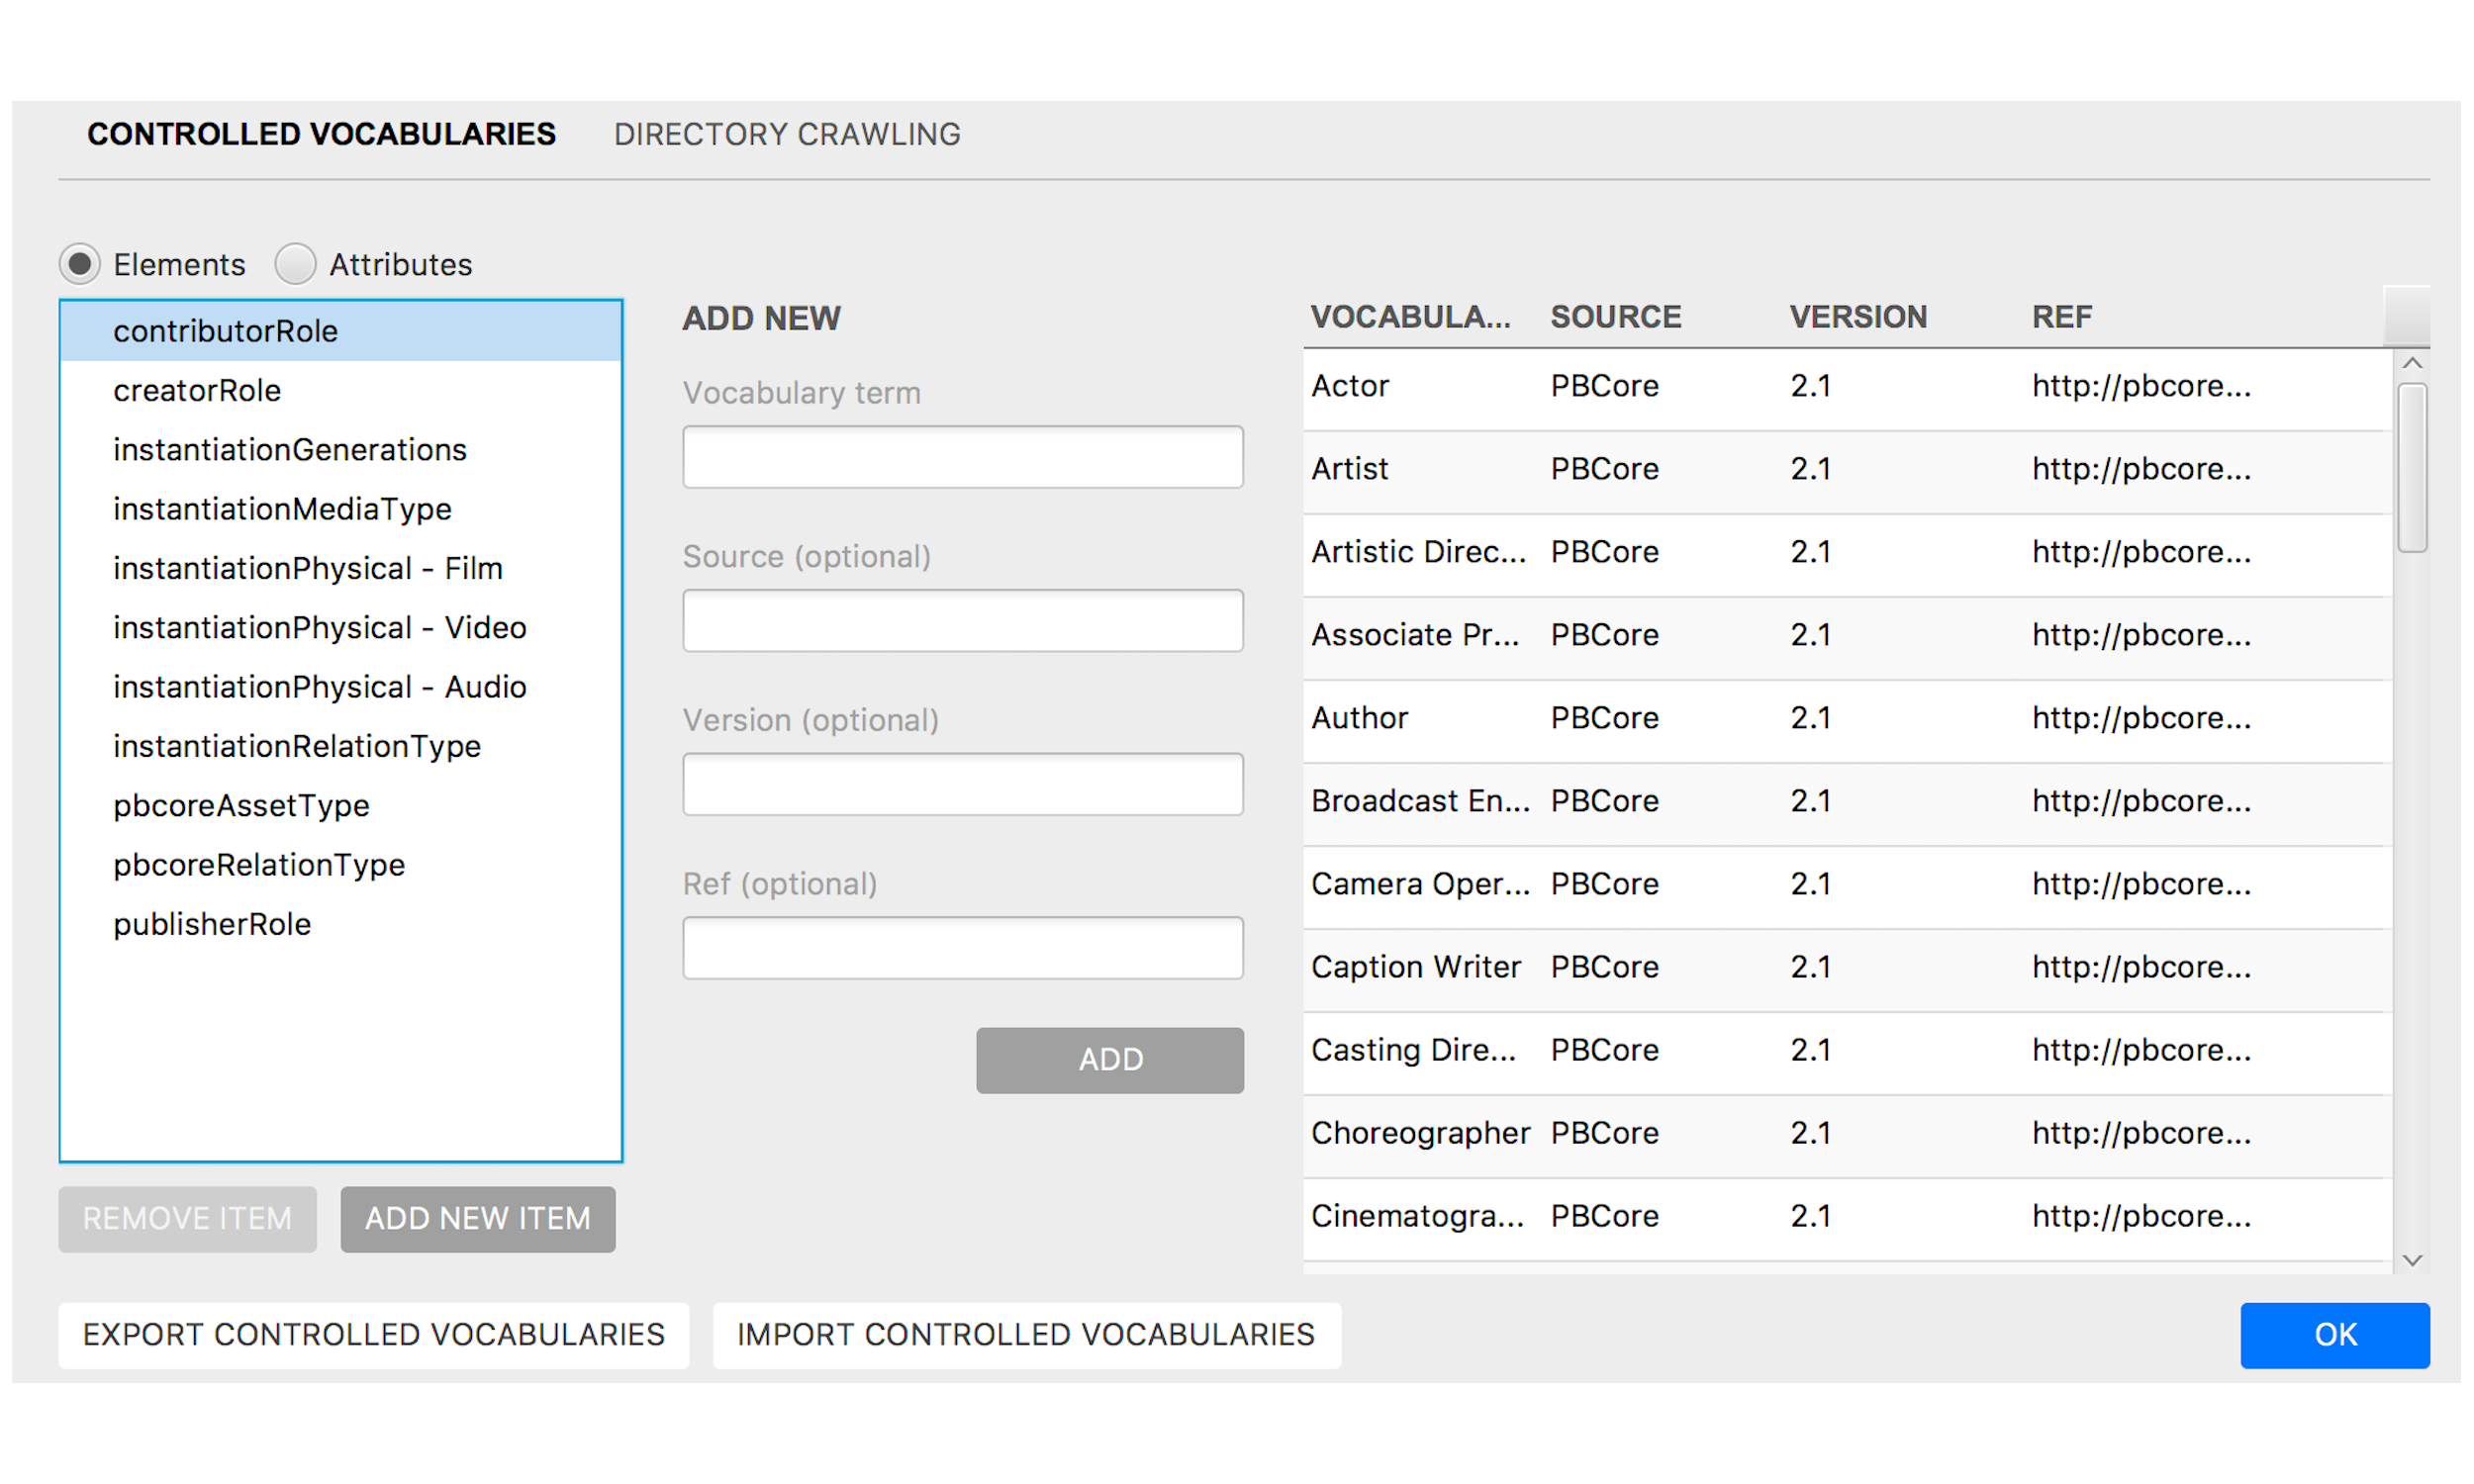 CONTROLLED VOCABULARIES DIRECTORY CRAWLING
Elements Attributes
contributorRole
creatorRole
instantiationGenerations
instantiationMediaType
instantiationPhysical - Film
instantiationPhysical - Video
instantiationPhysical - Audio
instantiationRelationType
pbcoreAssetType
pbcoreRelationType
publisherRole
REMOVE ITEM ADD NEW ITEM
ADD NEW
Vocabulary term
Source (optional)
Version (optional)
Ref (optional)
ADD
VOCABULA... SOURCE VERSION REF
Actor PBCore 2.1 http://pbcore...
Artist PBCore 2.1 http://pbcore...
Artistic Direc... PBCore 2.1 http://pbcore...
Associate Pr... PBCore 2.1 http://pbcore...
Author PBCore 2.1 http://pbcore...
Broadcast En... PBCore 2.1 http://pbcore...
Camera Oper... PBCore 2.1 http://pbcore...
Caption Writer PBCore 2.1 http://pbcore...
Casting Dire... PBCore 2.1 http://pbcore...
Choreographer PBCore 2.1 http://pbcore...
Cinematogra... PBCore 2.1 http://pbcore...
EXPORT CONTROLLED VOCABULARIES IMPORT CONTROLLED VOCABULARIES OK